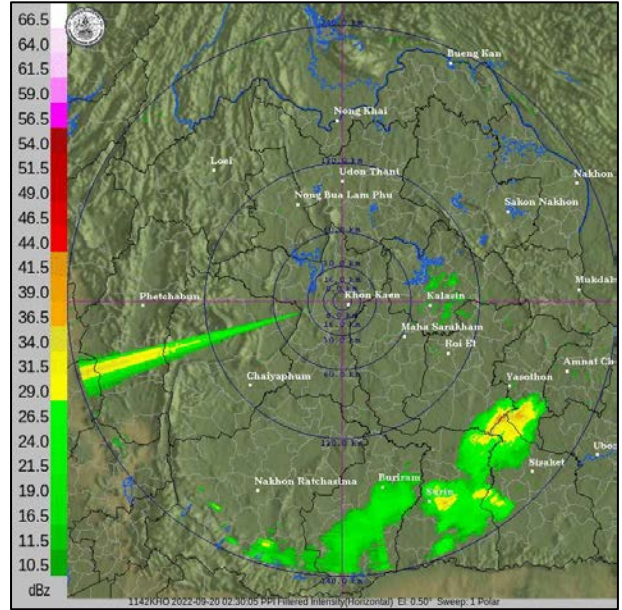 66.5
64.0
61.5
59.0
56.5
54.0
51.5
49.0
46.5
44.0
41.5
39.0
36.5
34.0
31.5
29.0
26.5
24.0
21.5
19.0
16.5
15.5
10.5
dBz
Bueng Kan
Nong Khai
Loei
Udon Thani
Nakhon
Nong Bua Lam Phu
Sakon Nakhon
Mukdah
Phetchabun
Khon Kaen
Kalasin
Maha Sarakham
Roi Et
Amnat Ch
Chaiyaphum
Yasothon
Ubo
Sisaket
Nakhon Ratchasima
Buriram
Surin
1142KHO 2022-09-20 02:30:05 PPI Filtered Intensity(Horizontal) El: 0.50° Sweep: 1 Polar